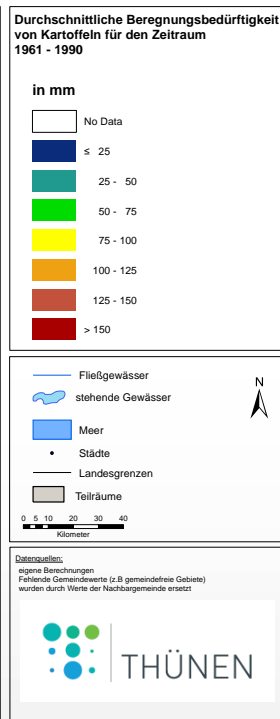 Durchschnittliche Beregnungsbedürftigkeit
von Kartoffeln für den Zeitraum
1961 - 1990
in mm
No Data
≤ 25
25 - 50
50 - 75
75 - 100
100 - 125
125 - 150
> 150
Fließgewässer
stehende Gewässer
Meer
Städte
Landesgrenzen
Teilräume
N
0 5 10 20 30 40
Kilometer
Datenquellen:
eigene Berechnungen
Fehlende Gemeindewerte (z.B gemeindefreie Gebiete)
wurden durch Werte der Nachbargemeinde ersetzt
THÜNEN